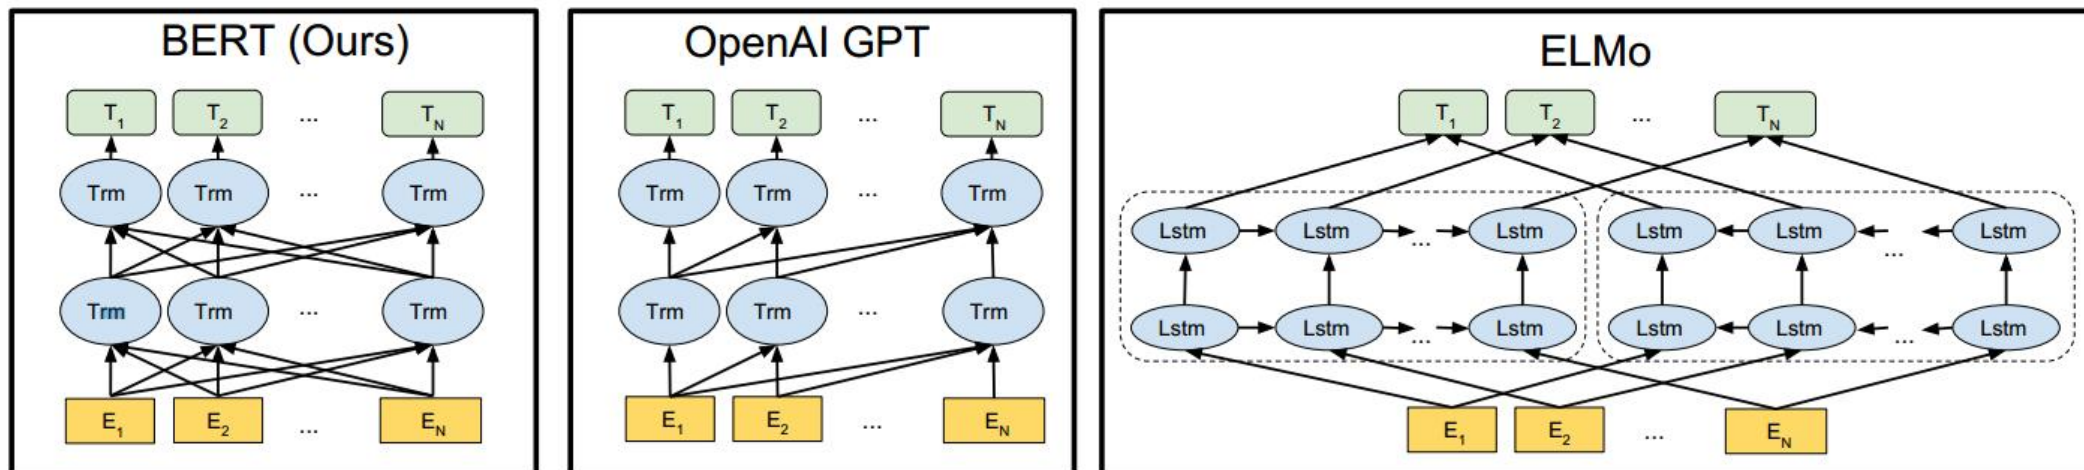 BERT (Ours)
T1 T2 ... TN
Trm Trm ... Trm
Trm Trm ... Trm
E1 E2 ... EN
OpenAI GPT
T1 T2 ... TN
Trm Trm ... Trm
Trm Trm ... Trm
E1 E2 ... EN
ELMo
T1 T2 ... TN
Lstm Lstm ... Lstm Lstm Lstm ... Lstm
Lstm Lstm ... Lstm Lstm Lstm ... Lstm
E1 E2 ... EN